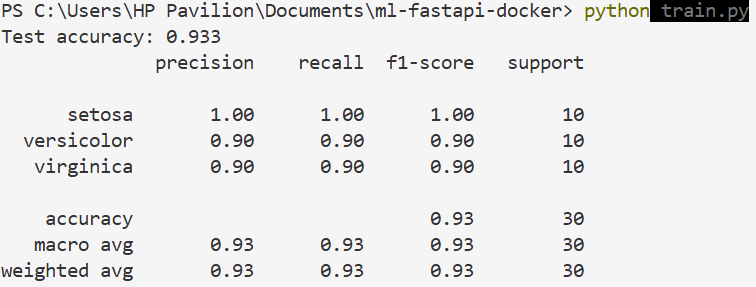 PS C:\Users\HP Pavilion\Documents\ml-fastapi-docker> python train.py
Test accuracy: 0.933
              precision    recall  f1-score   support

      setosa       1.00      1.00      1.00        10
  versicolor       0.90      0.90      0.90        10
   virginica       0.90      0.90      0.90        10

    accuracy                           0.93        30
   macro avg       0.93      0.93      0.93        30
weighted avg       0.93      0.93      0.93        30